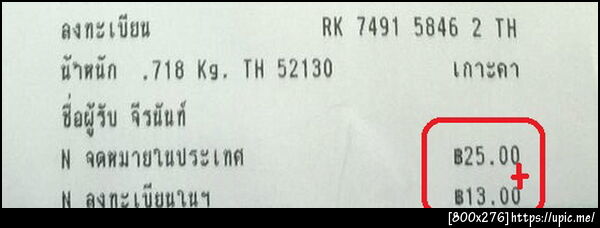 ลงทะเบียน RK 7491 5846 2 TH
น้ำหนัก .718 Kg. TH 52130 เกาะคา
ชื่อผู้รับ จีรนันท์
N จดหมายในประเทศ ฿25.00
+
N ลงทะเบียนในฯ ฿13.00
[800x276]https://upic.me/